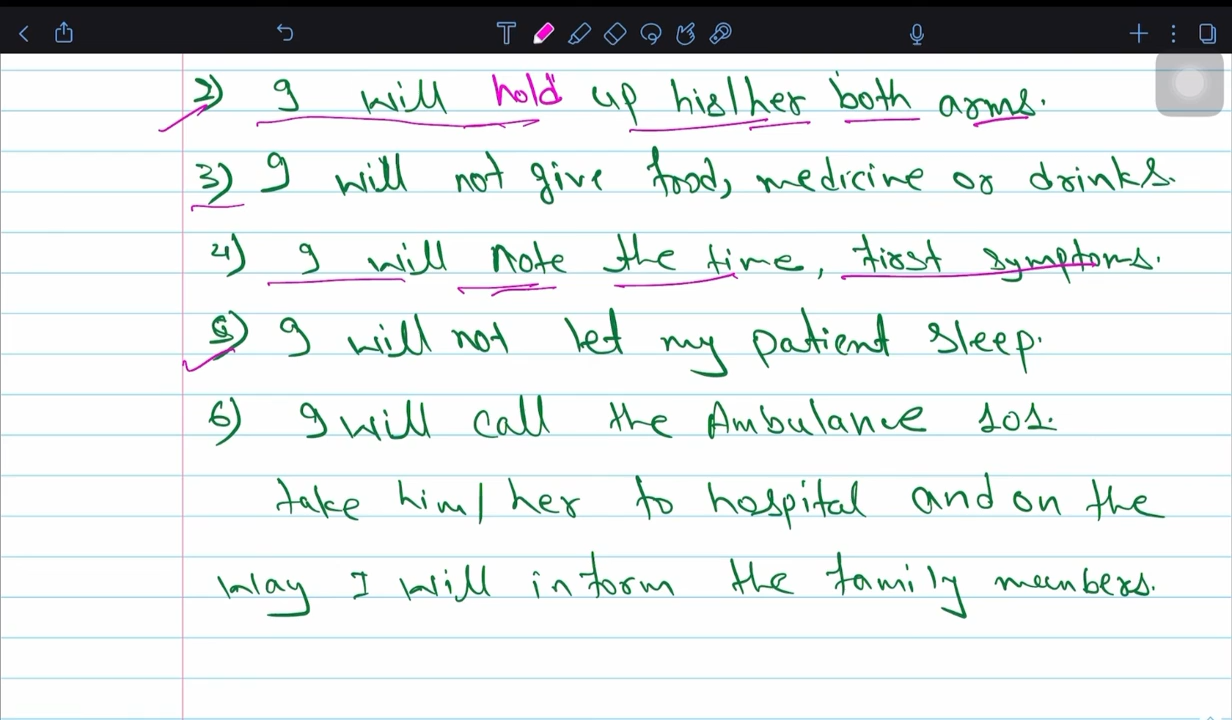 2) I will hold up his/her both arms.
3) I will not give food, medicine or drinks.
4) I will note the time, first symptoms.
5) I will not let my patient sleep.
6) I will call the Ambulance 101.
take him/her to hospital and on the
way I will inform the family members.